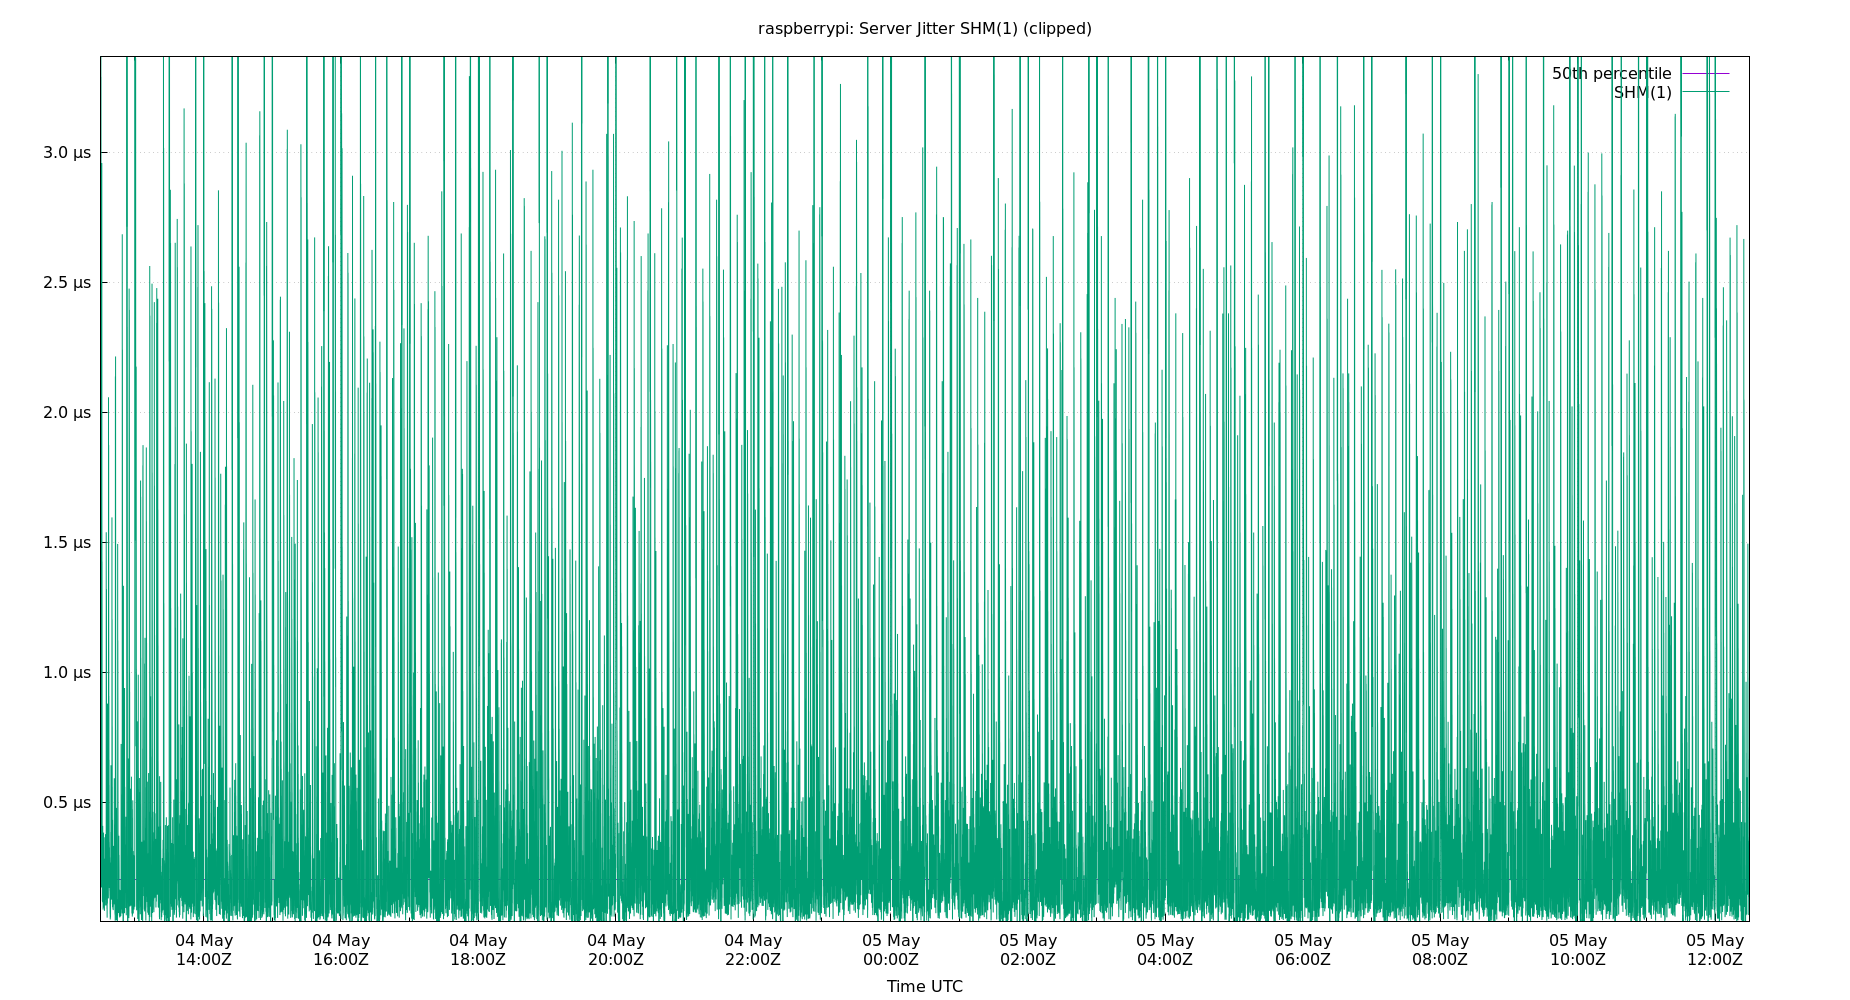 raspberrypi: Server Jitter SHM(1) (clipped)
50th percentile
SHM(1)
3.0 µs
2.5 µs
2.0 µs
1.5 µs
1.0 µs
0.5 µs
04 May 04 May 04 May 04 May 04 May 05 May 05 May 05 May 05 May 05 May 05 May 05 May
14:00Z 16:00Z 18:00Z 20:00Z 22:00Z 00:00Z 02:00Z 04:00Z 06:00Z 08:00Z 10:00Z 12:00Z
Time UTC